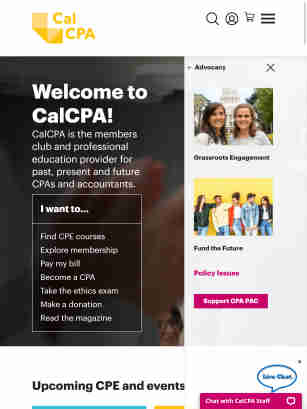 Cal
CPA
Welcome to
CalCPA!
CalCPA is the members
club and professional
education provider for
past, present and future
CPAs and accountants.
I want to...
Find CPE courses
Explore membership
Pay my bill
Become a CPA
Take the ethics exam
Make a donation
Read the magazine
Upcoming CPE and events
Advocacy
Grassroots Engagement
Fund the Future
Policy Issues
Support CPA PAC
Live Chat
Chat with CalCPA Staff